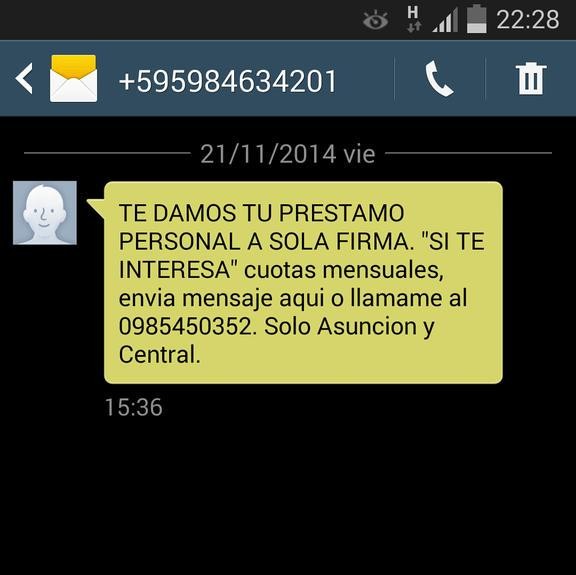 H 22:28
+595984634201
21/11/2014 vie
TE DAMOS TU PRESTAMO
PERSONAL A SOLA FIRMA. "SI TE
INTERESA" cuotas mensuales,
envia mensaje aqui o llamame al
0985450352. Solo Asuncion y
Central.
15:36